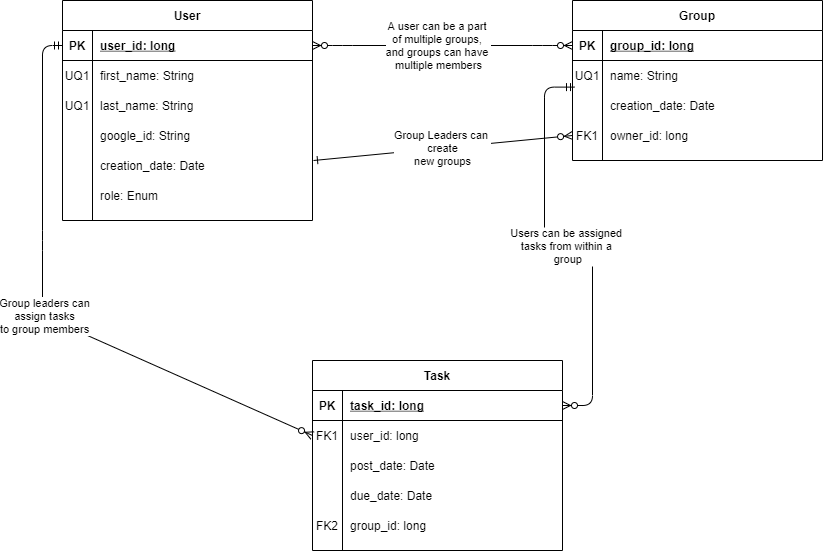 User
PK user_id: long
UQ1 first_name: String
UQ1 last_name: String
google_id: String
creation_date: Date
role: Enum
A user can be a part
of multiple groups,
and groups can have
multiple members
Group Leaders can
create
new groups
Group
PK group_id: long
UQ1 name: String
creation_date: Date
FK1 owner_id: long
Users can be assigned
tasks from within a
group
Group leaders can
assign tasks
to group members
Task
PK task_id: long
FK1 user_id: long
post_date: Date
due_date: Date
FK2 group_id: long